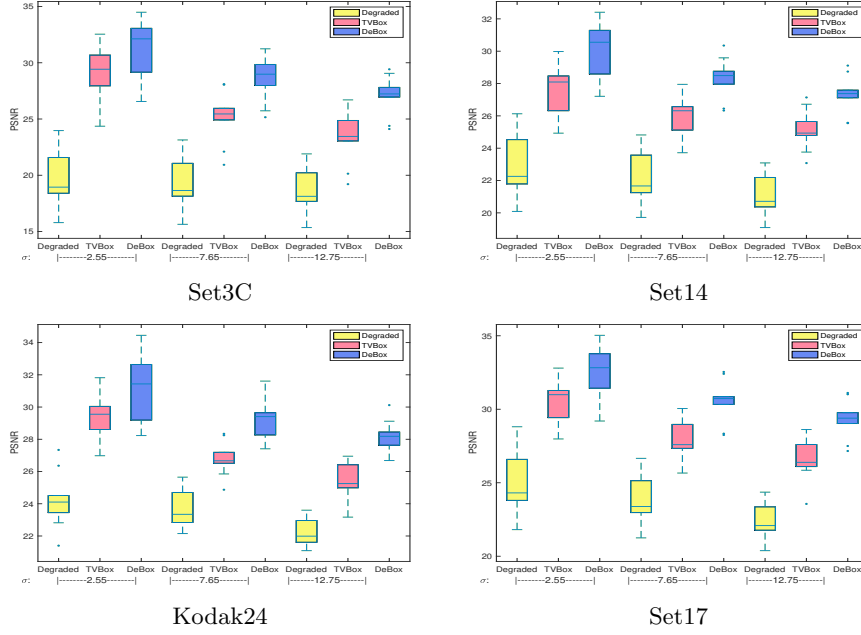 35
30
25
20
15
PSNR
Degraded
TVBox
DeBox
Degraded TVBox DeBox Degraded TVBox DeBox Degraded TVBox DeBox
σ: |-------2.55--------| |-------7.65--------| |------12.75-------|
Set3C
32
30
28
26
24
22
20
PSNR
Degraded
TVBox
DeBox
Degraded TVBox DeBox Degraded TVBox DeBox Degraded TVBox DeBox
σ: |-------2.55--------| |-------7.65--------| |------12.75-------|
Set14
34
32
30
28
26
24
22
PSNR
Degraded
TVBox
DeBox
Degraded TVBox DeBox Degraded TVBox DeBox Degraded TVBox DeBox
σ: |-------2.55--------| |-------7.65--------| |------12.75-------|
Kodak24
35
30
25
20
PSNR
Degraded
TVBox
DeBox
Degraded TVBox DeBox Degraded TVBox DeBox Degraded TVBox DeBox
σ: |-------2.55--------| |-------7.65--------| |------12.75-------|
Set17